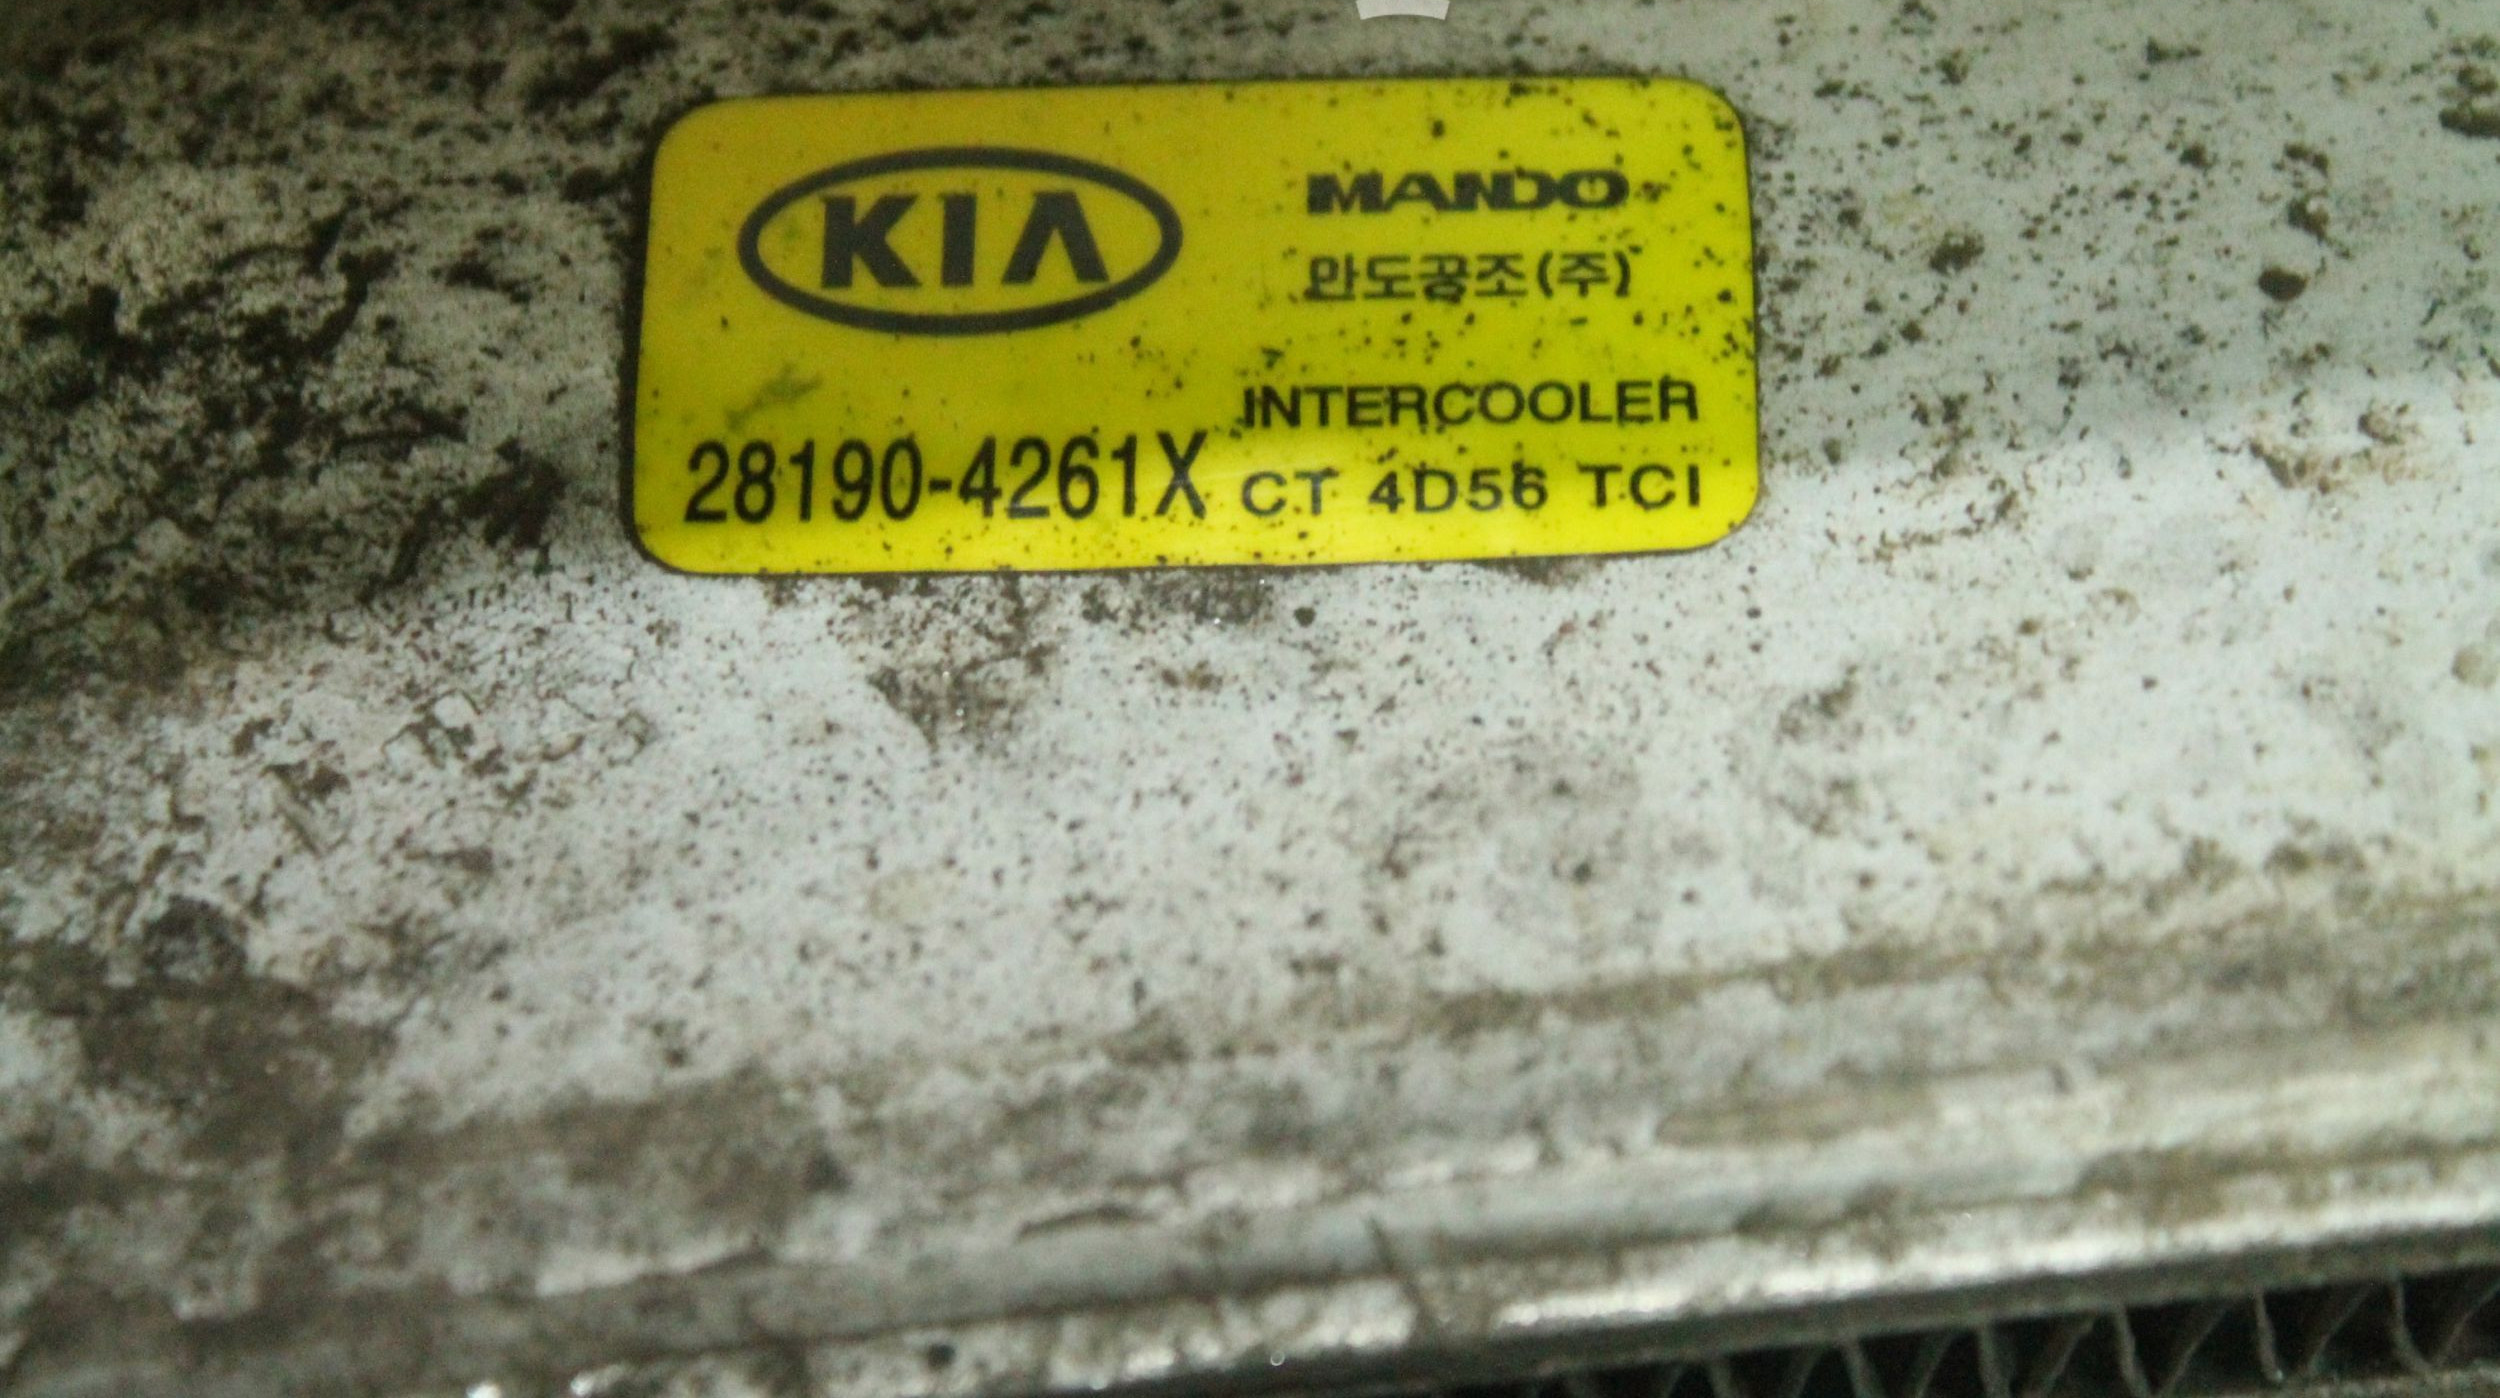 KIA
MANDO
만도공조(주)
INTERCOOLER
28190-4261X CT 4D56 TCI